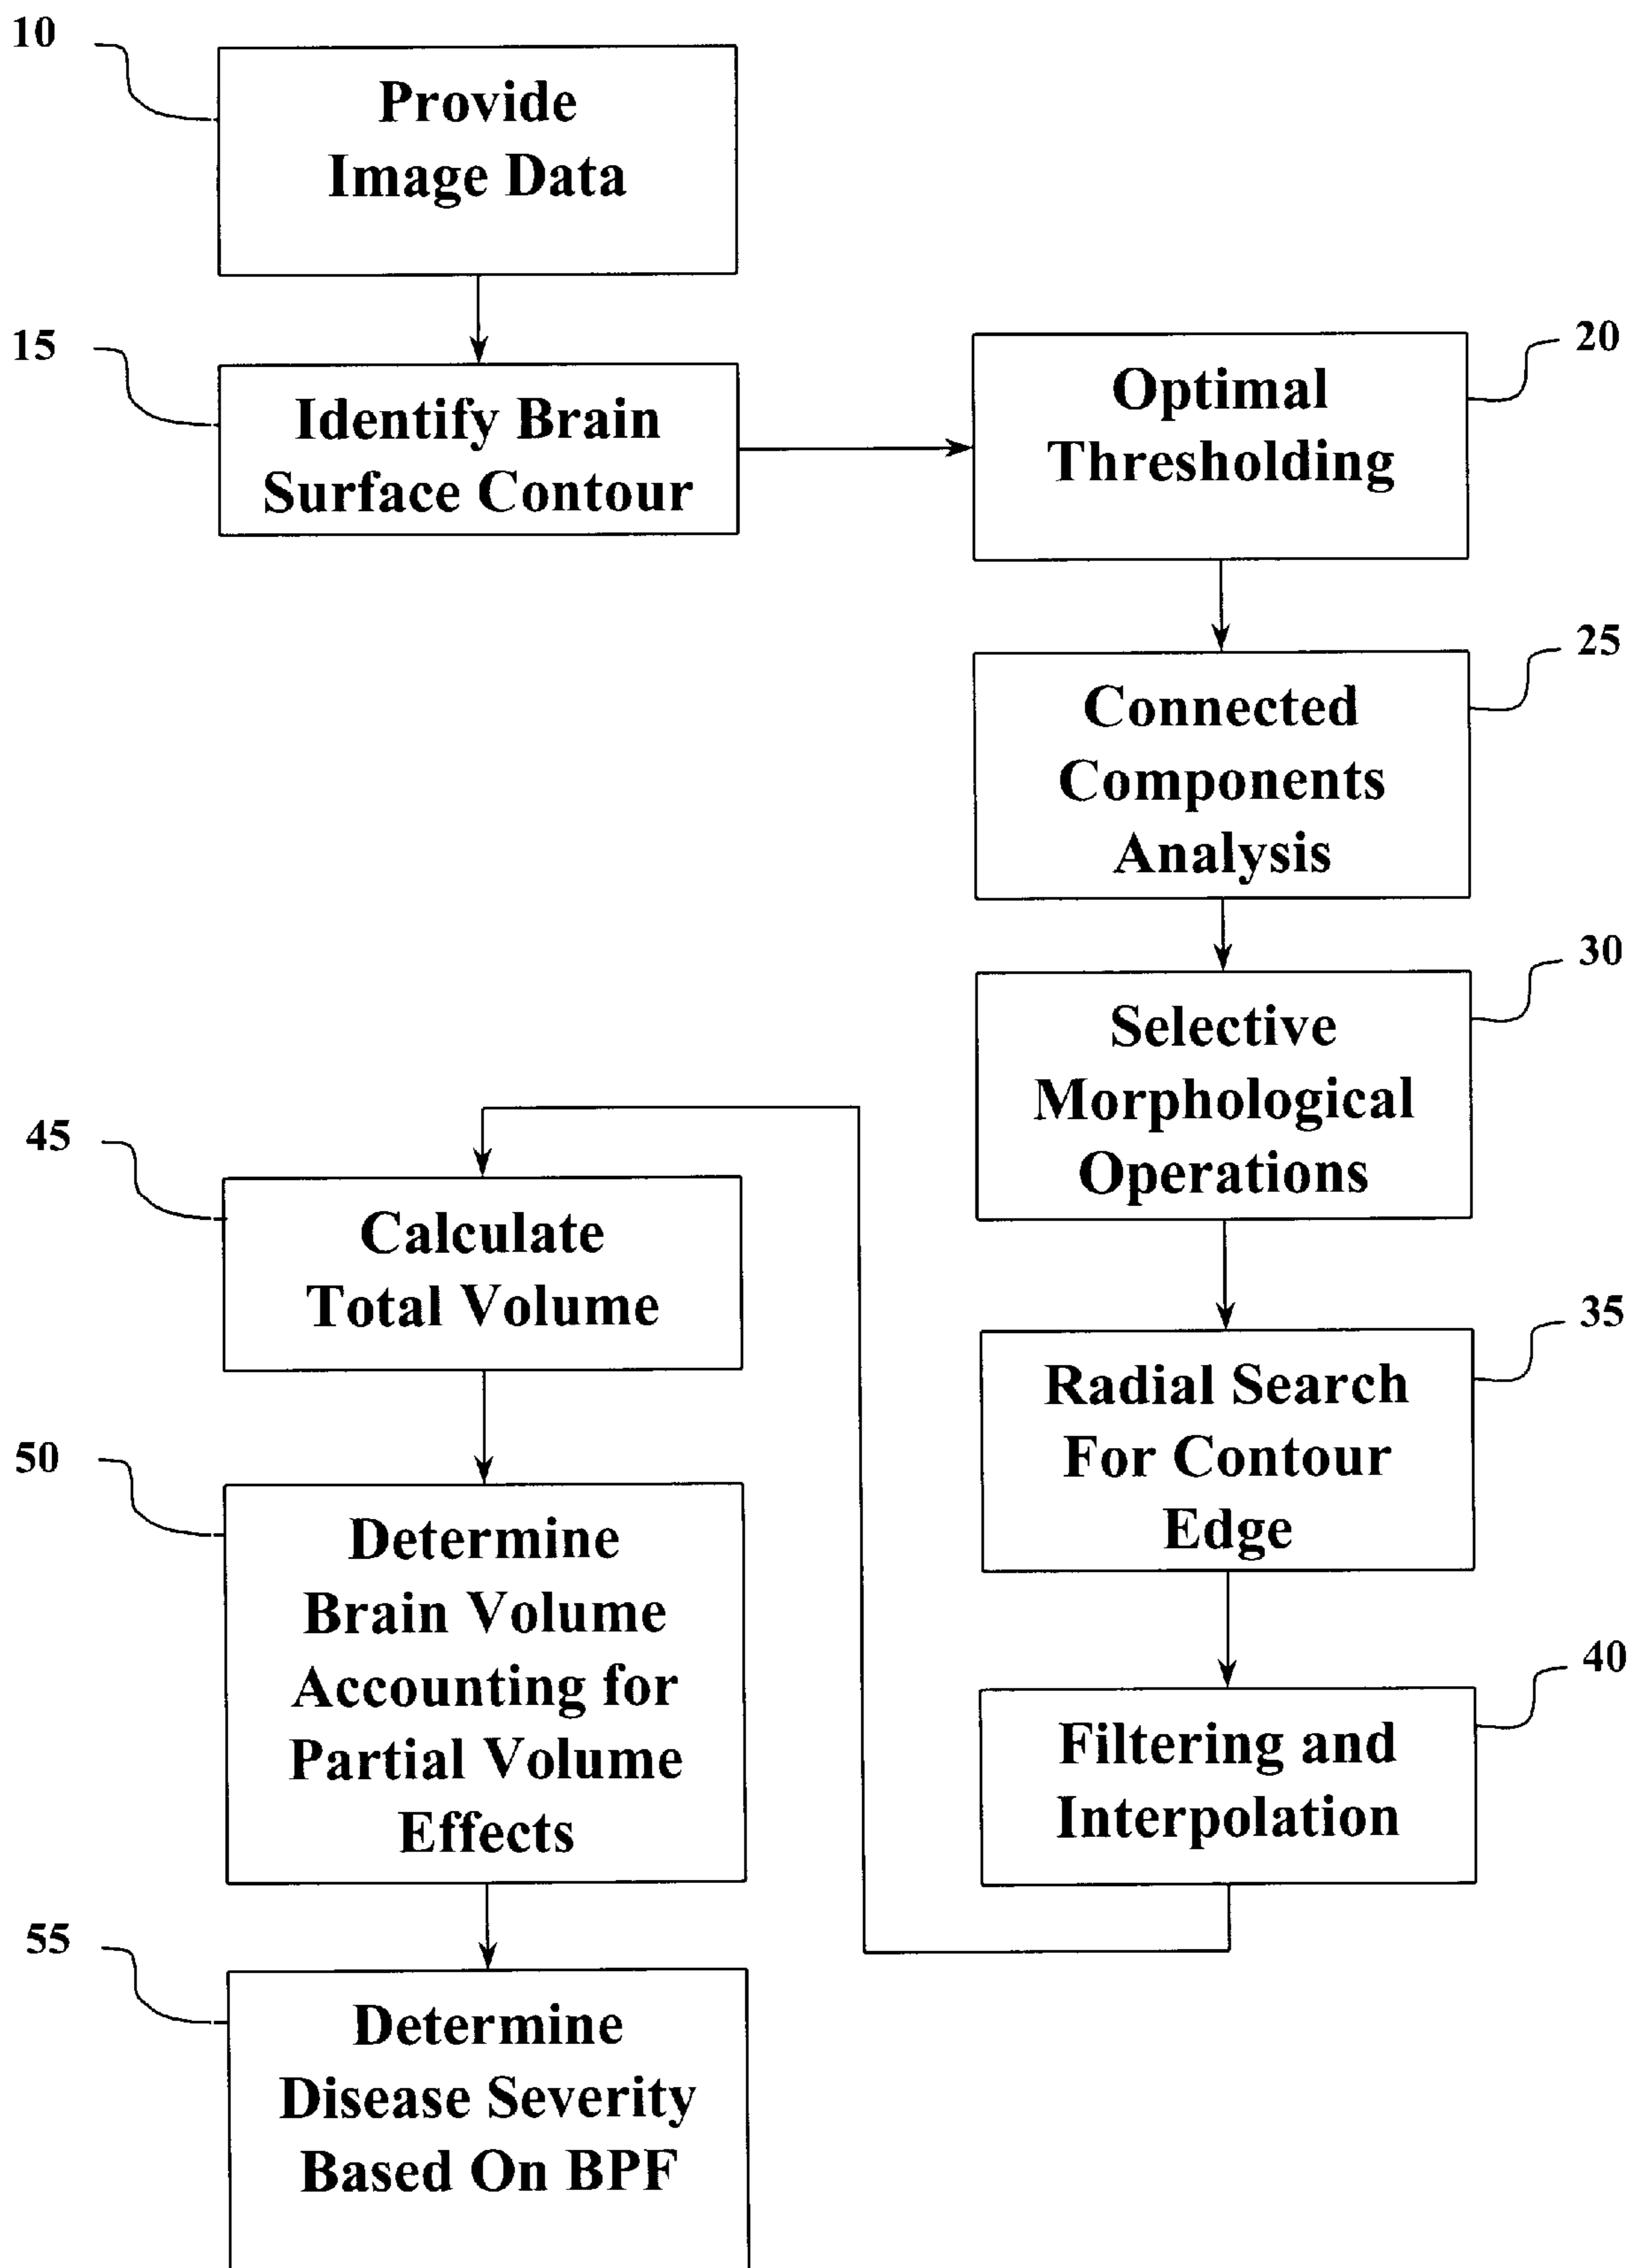 10
Provide
Image Data
15
Identify Brain
Surface Contour
20
Optimal
Thresholding
25
Connected
Components
Analysis
30
Selective
Morphological
Operations
35
Radial Search
For Contour
Edge
40
Filtering and
Interpolation
45
Calculate
Total Volume
50
Determine
Brain Volume
Accounting for
Partial Volume
Effects
55
Determine
Disease Severity
Based On BPF